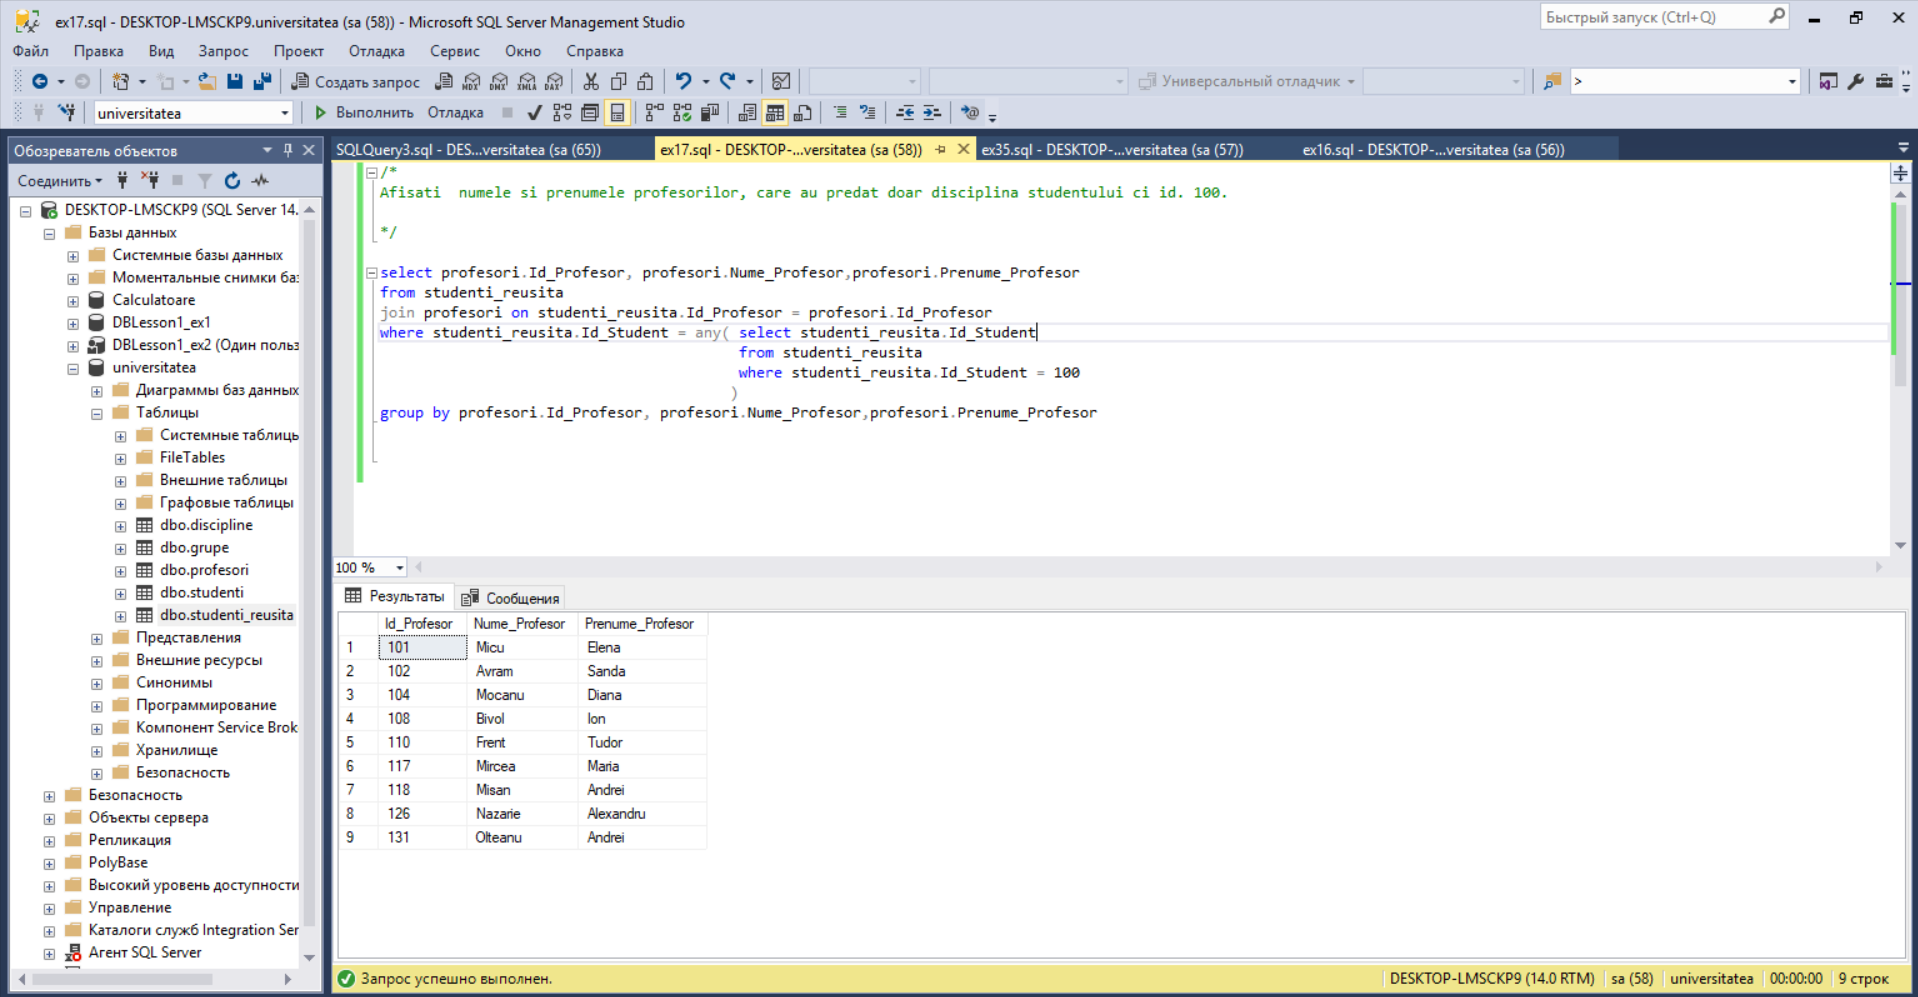 ex17.sql - DESKTOP-LMSCKP9.universitatea (sa (58)) - Microsoft SQL Server Management Studio
Быстрый запуск (Ctrl+Q)
Файл Правка Вид Запрос Проект Отладка Сервис Окно Справка
Создать запрос MDX DMX XMLA DAX Универсальный отладчик >
universitatea Выполнить Отладка
Обозреватель объектов
SQLQuery3.sql - DES...versitatea (sa (65)) ex17.sql - DESKTOP-...versitatea (sa (58)) ex35.sql - DESKTOP-...versitatea (sa (57)) ex16.sql - DESKTOP-...versitatea (sa (56))
Соединить
DESKTOP-LMSCKP9 (SQL Server 14.
Базы данных
Системные базы данных
Моментальные снимки баз
Calculatoare
DBLesson1_ex1
DBLesson1_ex2 (Один польз
universitatea
Диаграммы баз данных
Таблицы
Системные таблицы
FileTables
Внешние таблицы
Графовые таблицы
dbo.discipline
dbo.grupe
dbo.profesori
dbo.studenti
dbo.studenti_reusita
Представления
Внешние ресурсы
Синонимы
Программирование
Компонент Service Brok
Хранилище
Безопасность
Безопасность
Объекты сервера
Репликация
PolyBase
Высокий уровень доступности
Управление
Каталоги служб Integration Ser
Агент SQL Server
/*
Afisati  numele si prenumele profesorilor, care au predat doar disciplina studentului ci id. 100.
*/
select profesori.Id_Profesor, profesori.Nume_Profesor,profesori.Prenume_Profesor
from studenti_reusita
join profesori on studenti_reusita.Id_Profesor = profesori.Id_Profesor
where studenti_reusita.Id_Student = any( select studenti_reusita.Id_Student
from studenti_reusita
where studenti_reusita.Id_Student = 100
)
group by profesori.Id_Profesor, profesori.Nume_Profesor,profesori.Prenume_Profesor
100 %
Результаты Сообщения
Id_Profesor Nume_Profesor Prenume_Profesor
1 101 Micu Elena
2 102 Avram Sanda
3 104 Mocanu Diana
4 108 Bivol Ion
5 110 Frent Tudor
6 117 Mircea Maria
7 118 Misan Andrei
8 126 Nazarie Alexandru
9 131 Olteanu Andrei
Запрос успешно выполнен. DESKTOP-LMSCKP9 (14.0 RTM) sa (58) universitatea 00:00:00 9 строк